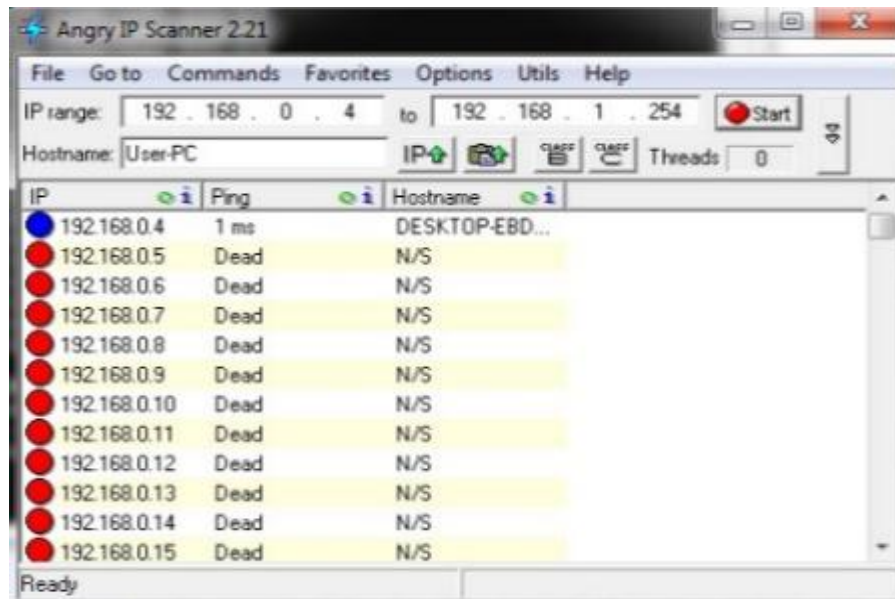 Angry IP Scanner 2.21
File Go to Commands Favorites Options Utils Help
IP range: 192 . 168 . 0 . 4 to 192 . 168 . 1 . 254 Start
Hostname: User-PC IP CLASS B CLASS C Threads 0
IP Ping Hostname
192.168.0.4 1 ms DESKTOP-EBD...
192.168.0.5 Dead N/S
192.168.0.6 Dead N/S
192.168.0.7 Dead N/S
192.168.0.8 Dead N/S
192.168.0.9 Dead N/S
192.168.0.10 Dead N/S
192.168.0.11 Dead N/S
192.168.0.12 Dead N/S
192.168.0.13 Dead N/S
192.168.0.14 Dead N/S
192.168.0.15 Dead N/S
Ready